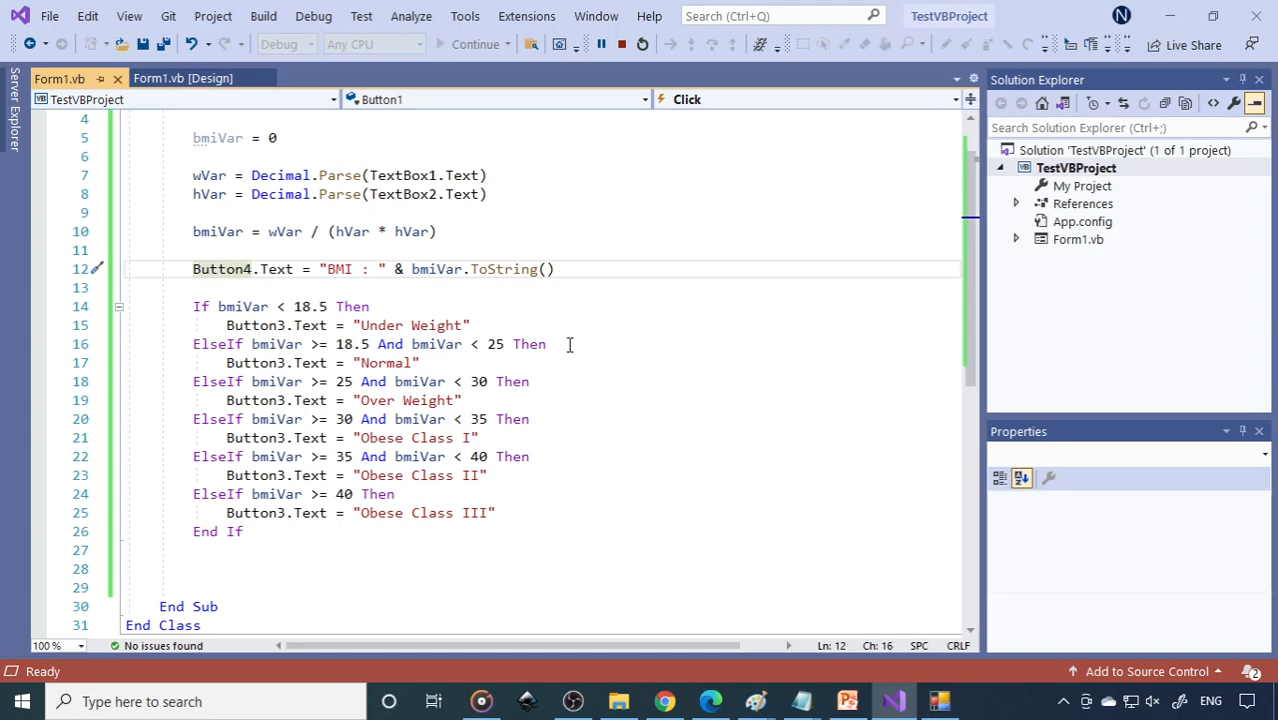 File Edit View Git Project Build Debug Test Analyze Tools Extensions Window Help Search (Ctrl+Q) TestVBProject N
Debug Any CPU Continue Live Share
Server Explorer
Form1.vb Form1.vb [Design]
TestVBProject Button1 Click
4
5 bmiVar = 0
6
7 wVar = Decimal.Parse(TextBox1.Text)
8 hVar = Decimal.Parse(TextBox2.Text)
9
10 bmiVar = wVar / (hVar * hVar)
11
12 Button4.Text = "BMI : " & bmiVar.ToString()
13
14 If bmiVar < 18.5 Then
15 Button3.Text = "Under Weight"
16 ElseIf bmiVar >= 18.5 And bmiVar < 25 Then
17 Button3.Text = "Normal"
18 ElseIf bmiVar >= 25 And bmiVar < 30 Then
19 Button3.Text = "Over Weight"
20 ElseIf bmiVar >= 30 And bmiVar < 35 Then
21 Button3.Text = "Obese Class I"
22 ElseIf bmiVar >= 35 And bmiVar < 40 Then
23 Button3.Text = "Obese Class II"
24 ElseIf bmiVar >= 40 Then
25 Button3.Text = "Obese Class III"
26 End If
27
28
29
30 End Sub
31 End Class
100 % No issues found Ln: 12 Ch: 16 SPC CRLF
Solution Explorer
Search Solution Explorer (Ctrl+;)
Solution 'TestVBProject' (1 of 1 project)
TestVBProject
My Project
References
App.config
Form1.vb
Properties
Ready Add to Source Control 2
Type here to search ENG